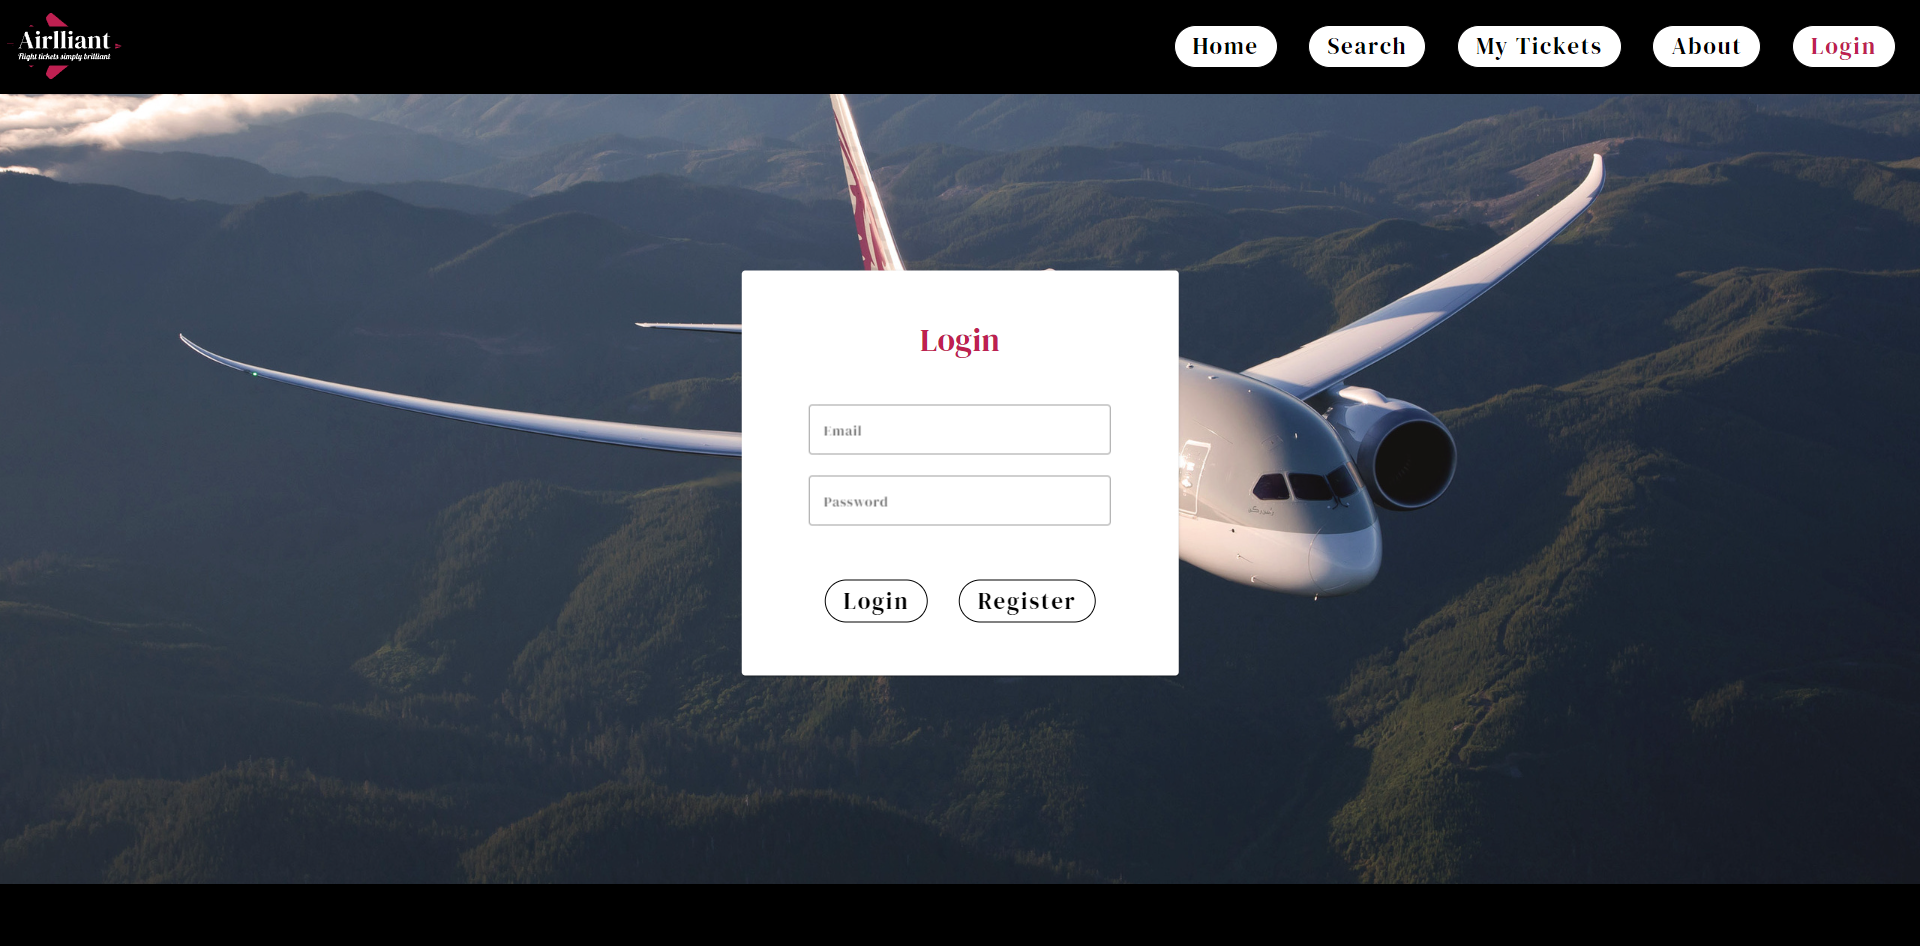 Airlliant
Flight tickets simply brilliant
Home
Search
My Tickets
About
Login
Login
Email
Password
Login
Register